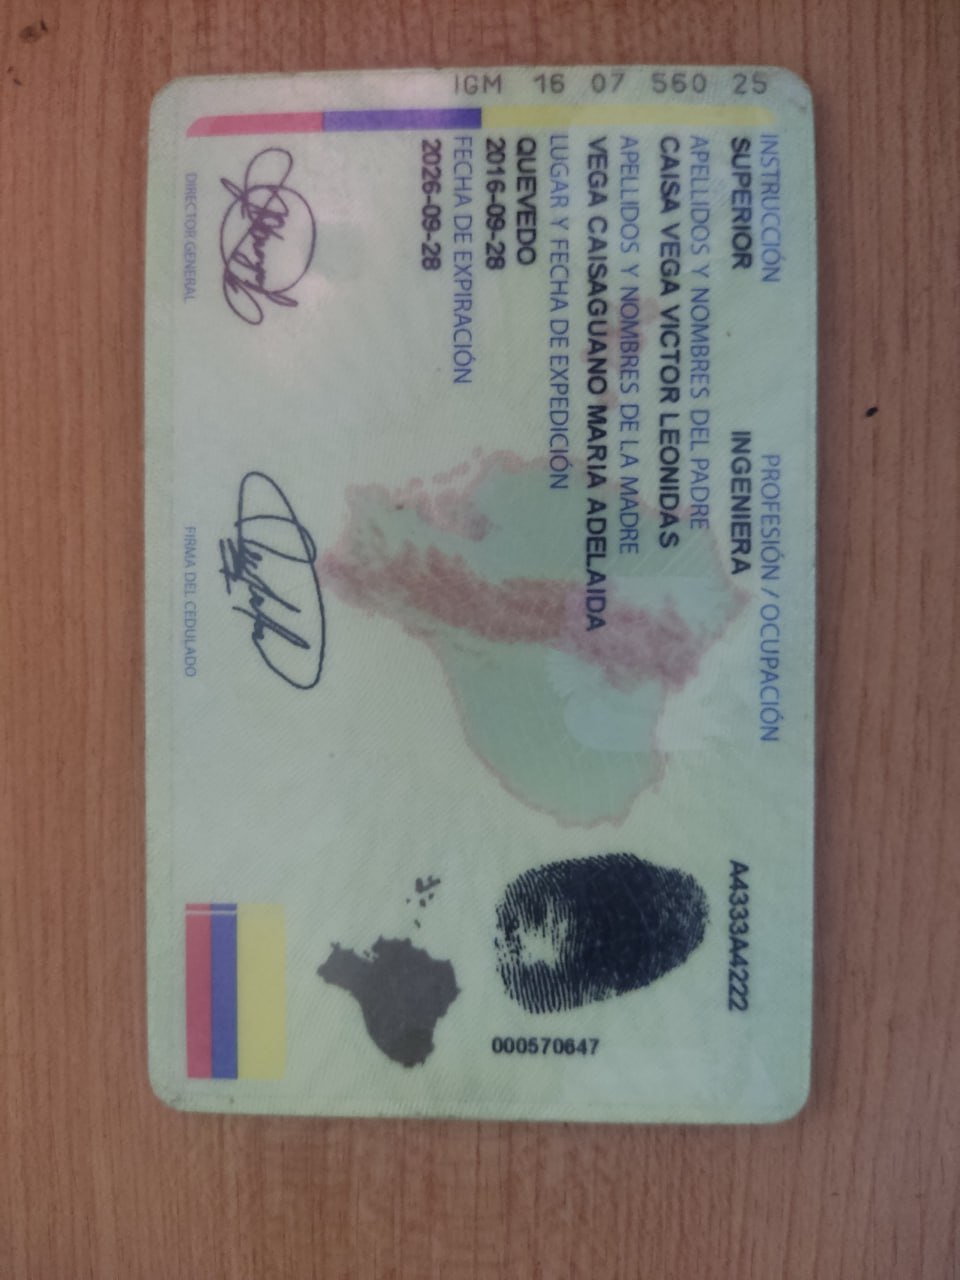 IGM 16 07 560 25
INSTRUCCIÓN
SUPERIOR
PROFESIÓN / OCUPACIÓN
INGENIERA
A4333A4222
APELLIDOS Y NOMBRES DEL PADRE
CAISA VEGA VICTOR LEONIDAS
APELLIDOS Y NOMBRES DE LA MADRE
VEGA CAISAGUANO MARIA ADELAIDA
LUGAR Y FECHA DE EXPEDICIÓN
QUEVEDO
2016-09-28
FECHA DE EXPIRACIÓN
2026-09-28
000570647
DIRECTOR GENERAL
FIRMA DEL CEDULADO